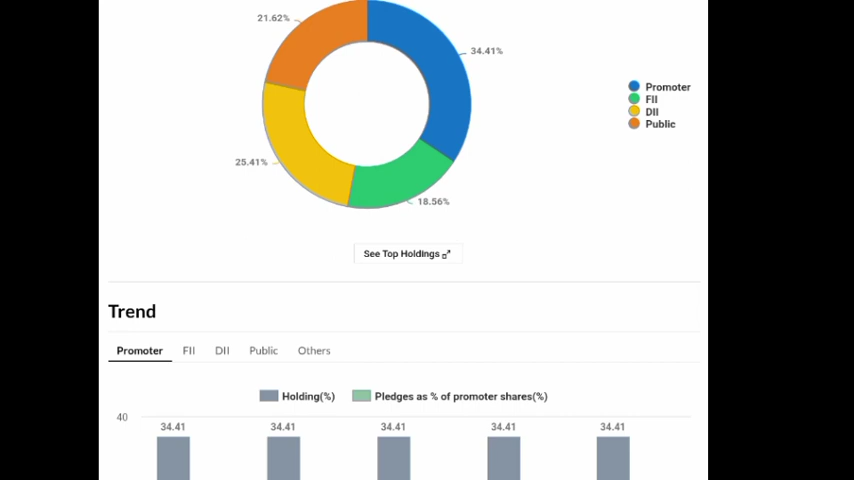 21.62%
34.41%
Promoter
FII
DII
Public
25.41%
18.56%
See Top Holdings
Trend
Promoter FII DII Public Others
Holding(%) Pledges as % of promoter shares(%)
40
34.41 34.41 34.41 34.41 34.41